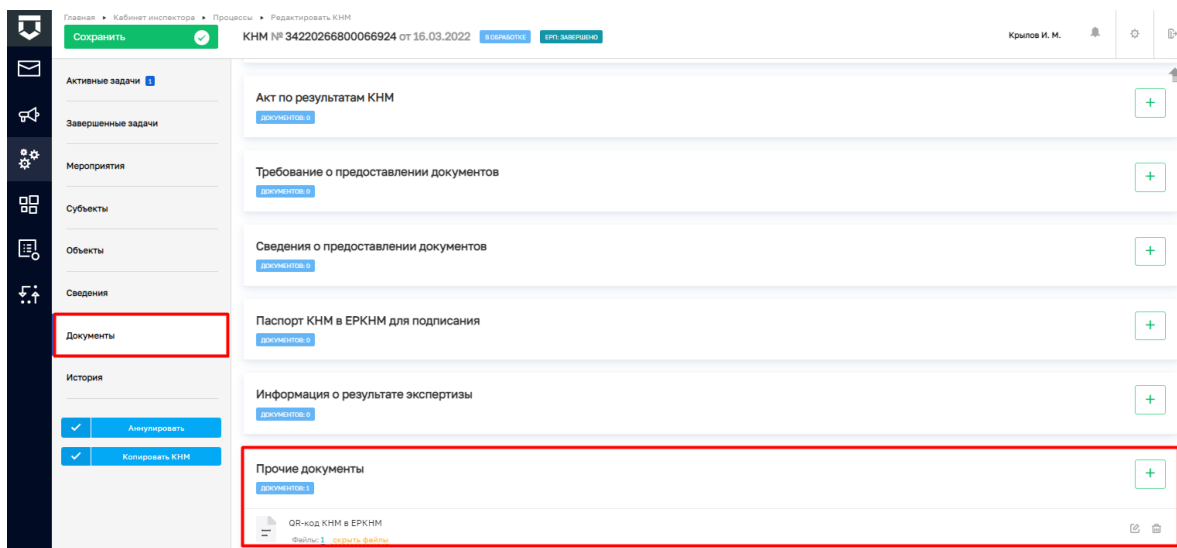 Главная ▸ Кабинет инспектора ▸ Процессы ▸ Редактировать КНМ
Сохранить
КНМ № 34220266800066924 от 16.03.2022 В ОБРАБОТКЕ ЕРП: ЗАВЕРШЕНО
Крылов И. М.
Активные задачи 1
Завершенные задачи
Мероприятия
Субъекты
Объекты
Сведения
Документы
История
Аннулировать
Копировать КНМ
Акт по результатам КНМ
ДОКУМЕНТОВ: 0
Требование о предоставлении документов
ДОКУМЕНТОВ: 0
Сведения о предоставлении документов
ДОКУМЕНТОВ: 0
Паспорт КНМ в ЕРКНМ для подписания
ДОКУМЕНТОВ: 0
Информация о результате экспертизы
ДОКУМЕНТОВ: 0
Прочие документы
ДОКУМЕНТОВ: 1
QR-код КНМ в ЕРКНМ
Файлы: 1 скрыть файлы